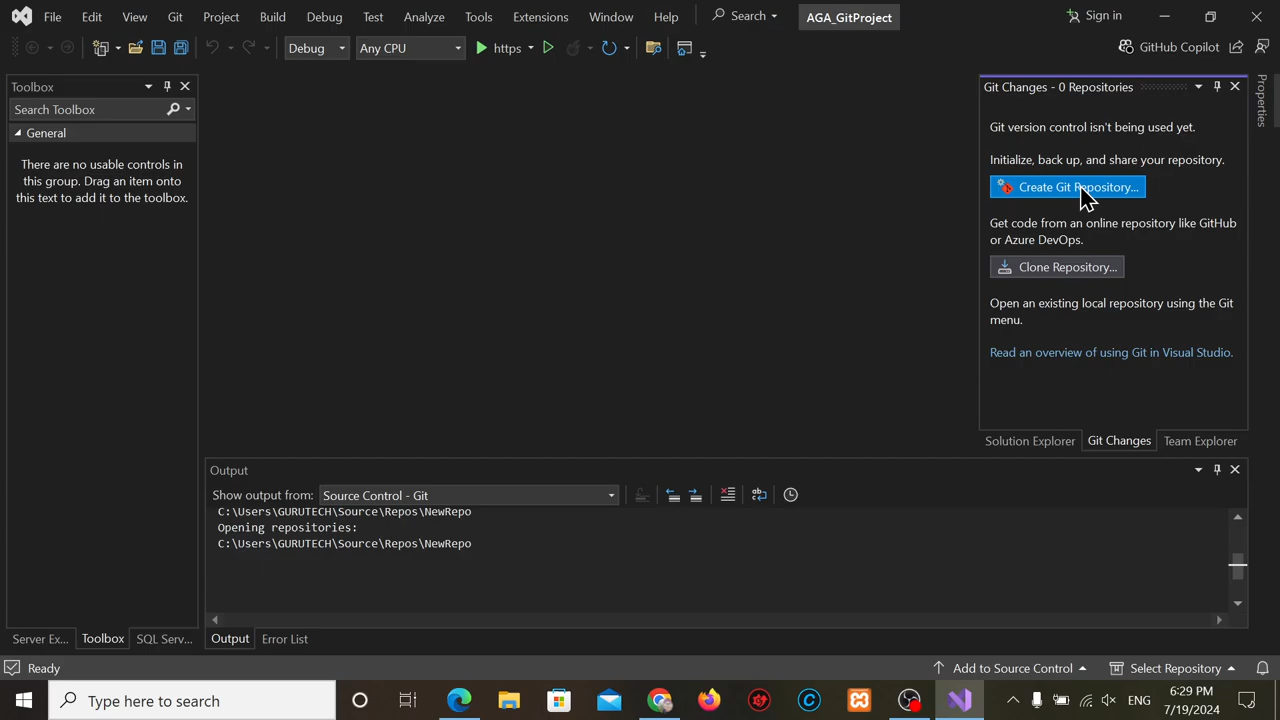 File Edit View Git Project Build Debug Test Analyze Tools Extensions Window Help Search AGA_GitProject Sign in
Debug Any CPU https GitHub Copilot
Toolbox
Search Toolbox
General
There are no usable controls in
this group. Drag an item onto
this text to add it to the toolbox.
Git Changes - 0 Repositories
Git version control isn't being used yet.
Initialize, back up, and share your repository.
Create Git Repository...
Get code from an online repository like GitHub
or Azure DevOps.
Clone Repository...
Open an existing local repository using the Git
menu.
Read an overview of using Git in Visual Studio.
Solution Explorer Git Changes Team Explorer
Properties
Output
Show output from: Source Control - Git
C:\Users\GURUTECH\Source\Repos\NewRepo
Opening repositories:
C:\Users\GURUTECH\Source\Repos\NewRepo
Server Ex... Toolbox SQL Serv... Output Error List
Ready Add to Source Control Select Repository
Type here to search ENG 6:29 PM
7/19/2024